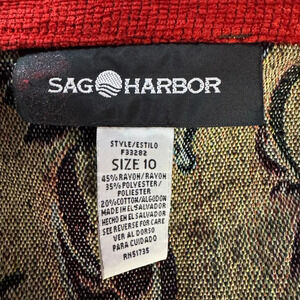 SAG HARBOR
STYLE/ESTILO
F33282
SIZE 10
45% RAYON/RAYON
35% POLYESTER/
POLIESTER
20% COTTON/ALGODON
MADE IN EL SALVADOR
HECHO EN EL SALVADOR
SEE REVERSE FOR CARE
VER AL DORSO
PARA CUIDADO
RN51735